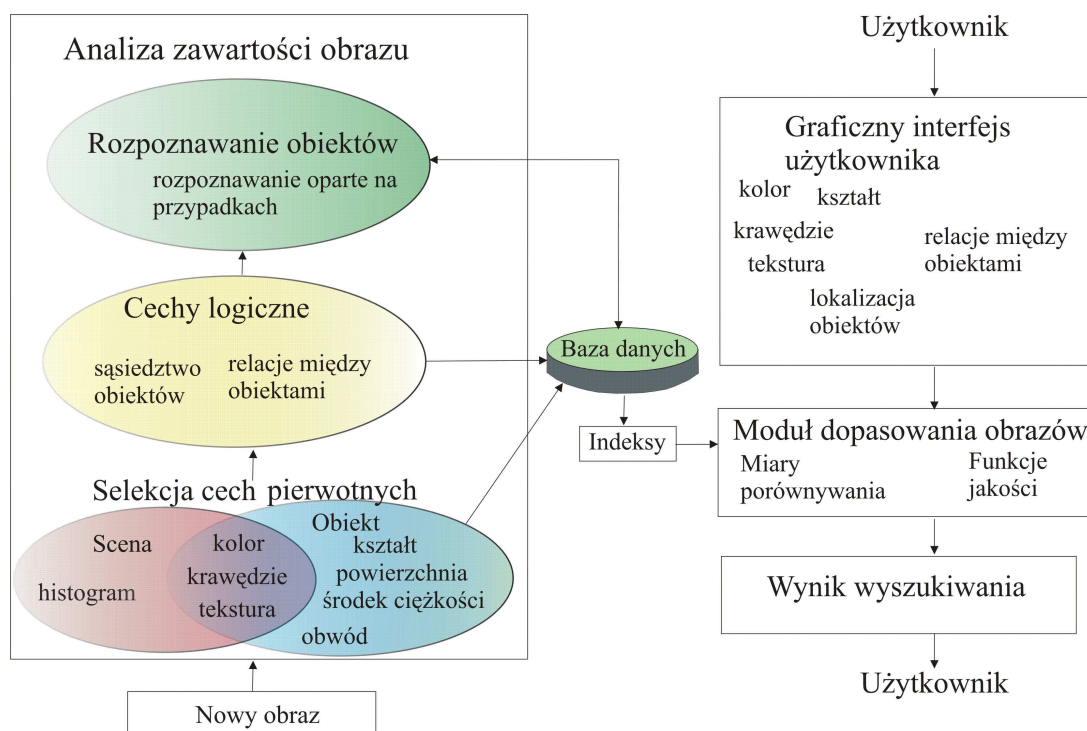 Analiza zawartości obrazu
Rozpoznawanie obiektów
rozpoznawanie oparte na
przypadkach
Cechy logiczne
sąsiedztwo
obiektów
relacje między
obiektami
Selekcja cech pierwotnych
Scena
histogram
kolor
krawędzie
tekstura
Obiekt
kształt
powierzchnia
środek ciężkości
obwód
Nowy obraz
Baza danych
Indeksy
Użytkownik
Graficzny interfejs
użytkownika
kolor
kształt
krawędzie
tekstura
relacje między
obiektami
lokalizacja
obiektów
Moduł dopasowania obrazów
Miary
porównywania
Funkcje
jakości
Wynik wyszukiwania
Użytkownik